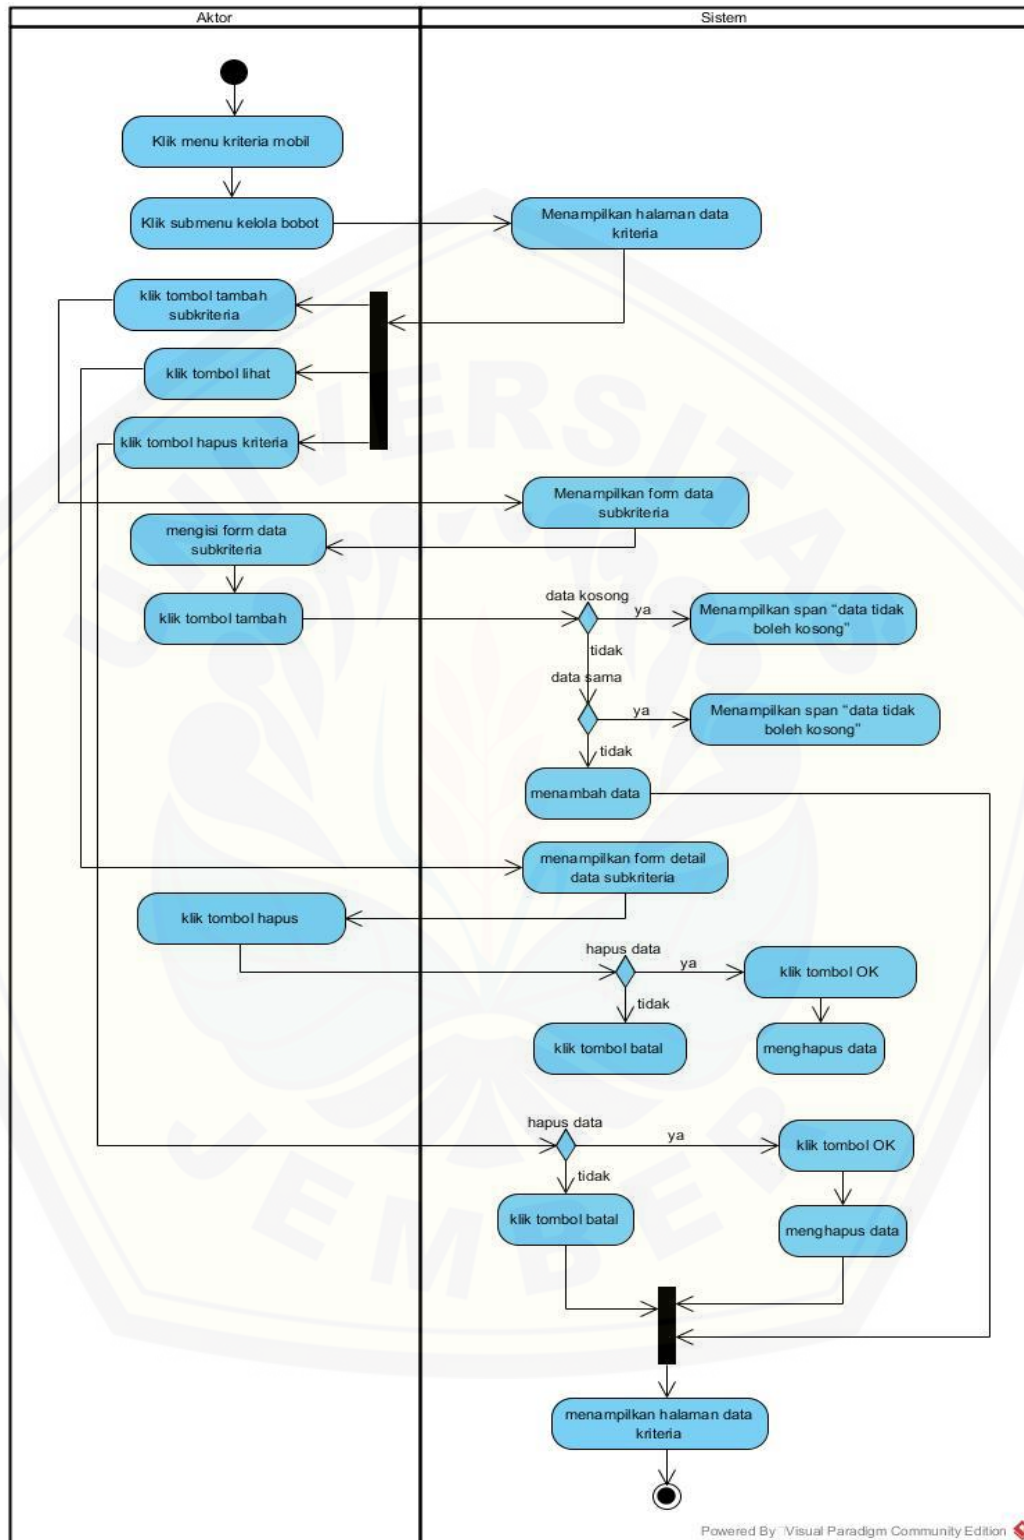 Aktor
Sistem
Klik menu kriteria mobil
Klik submenu kelola bobot
Menampilkan halaman data
kriteria
klik tombol tambah
subkriteria
klik tombol lihat
klik tombol hapus kriteria
Menampilkan form data
subkriteria
mengisi form data
subkriteria
klik tombol tambah
data kosong
ya
Menampilkan span "data tidak
boleh kosong"
tidak
data sama
ya
Menampilkan span "data tidak
boleh kosong"
tidak
menambah data
menampilkan form detail
data subkriteria
klik tombol hapus
hapus data
ya
klik tombol OK
tidak
klik tombol batal
menghapus data
hapus data
ya
klik tombol OK
tidak
klik tombol batal
menghapus data
menampilkan halaman data
kriteria
UNIVERSITAS
JEMBER
Powered By Visual Paradigm Community Edition